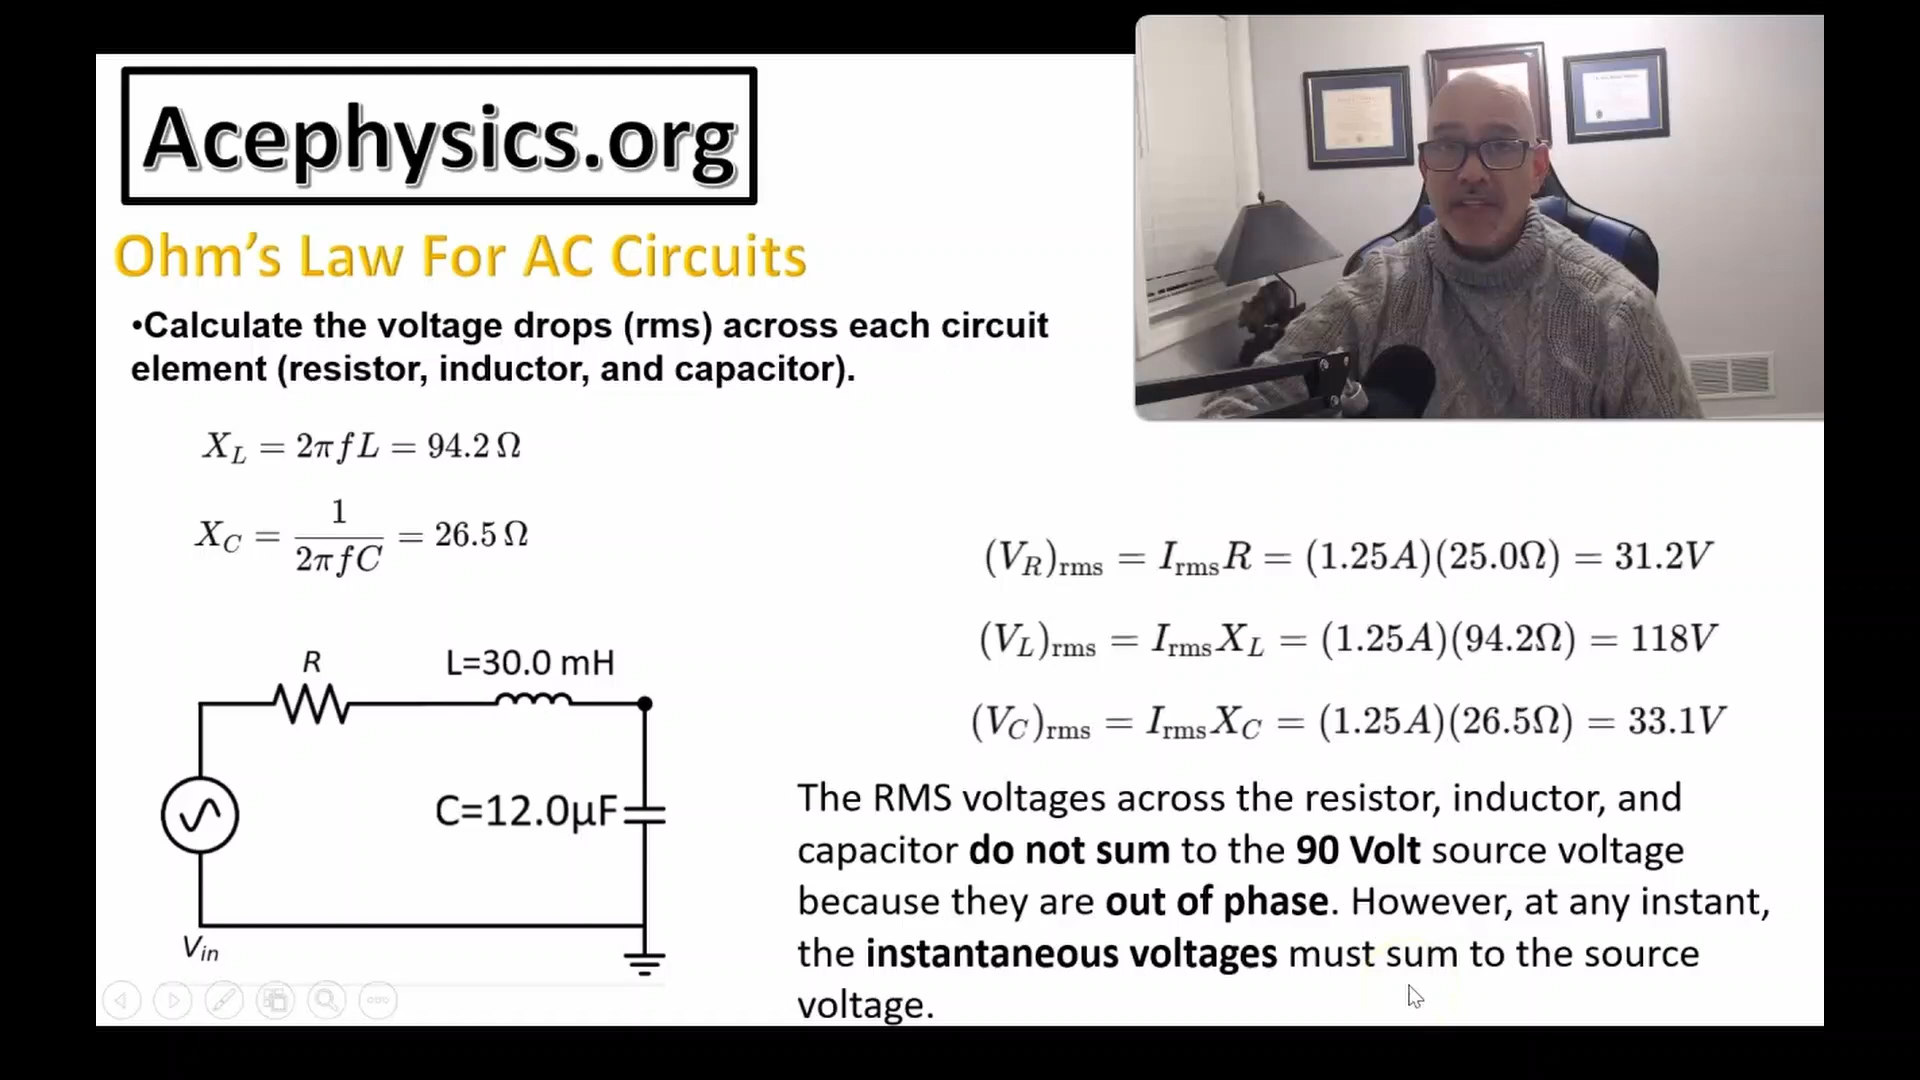 Acephysics.org
Ohm's Law For AC Circuits
•Calculate the voltage drops (rms) across each circuit
element (resistor, inductor, and capacitor).
X_L = 2πfL = 94.2 Ω
X_C = 1/(2πfC) = 26.5 Ω
(V_R)_rms = I_rms R = (1.25A)(25.0Ω) = 31.2V
(V_L)_rms = I_rms X_L = (1.25A)(94.2Ω) = 118V
(V_C)_rms = I_rms X_C = (1.25A)(26.5Ω) = 33.1V
R
L=30.0 mH
C=12.0µF
V_in
The RMS voltages across the resistor, inductor, and
capacitor do not sum to the 90 Volt source voltage
because they are out of phase. However, at any instant,
the instantaneous voltages must sum to the source
voltage.